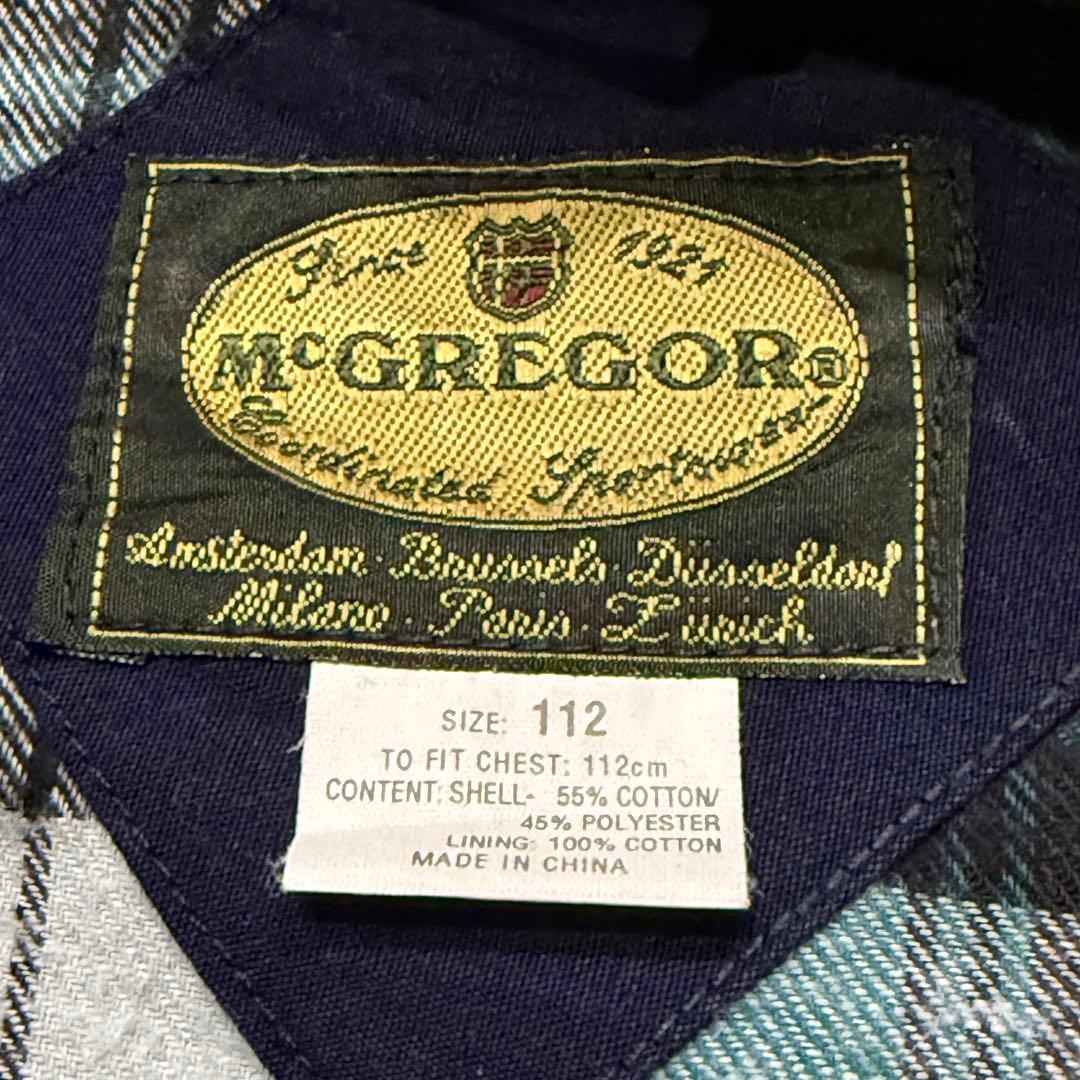 Since 1921
McGREGOR®
Coordinated Sportswear
Amsterdam · Brussels · Düsseldorf
Milano · Paris · Zürich
SIZE: 112
TO FIT CHEST: 112cm
CONTENT: SHELL- 55% COTTON/
45% POLYESTER
LINING: 100% COTTON
MADE IN CHINA